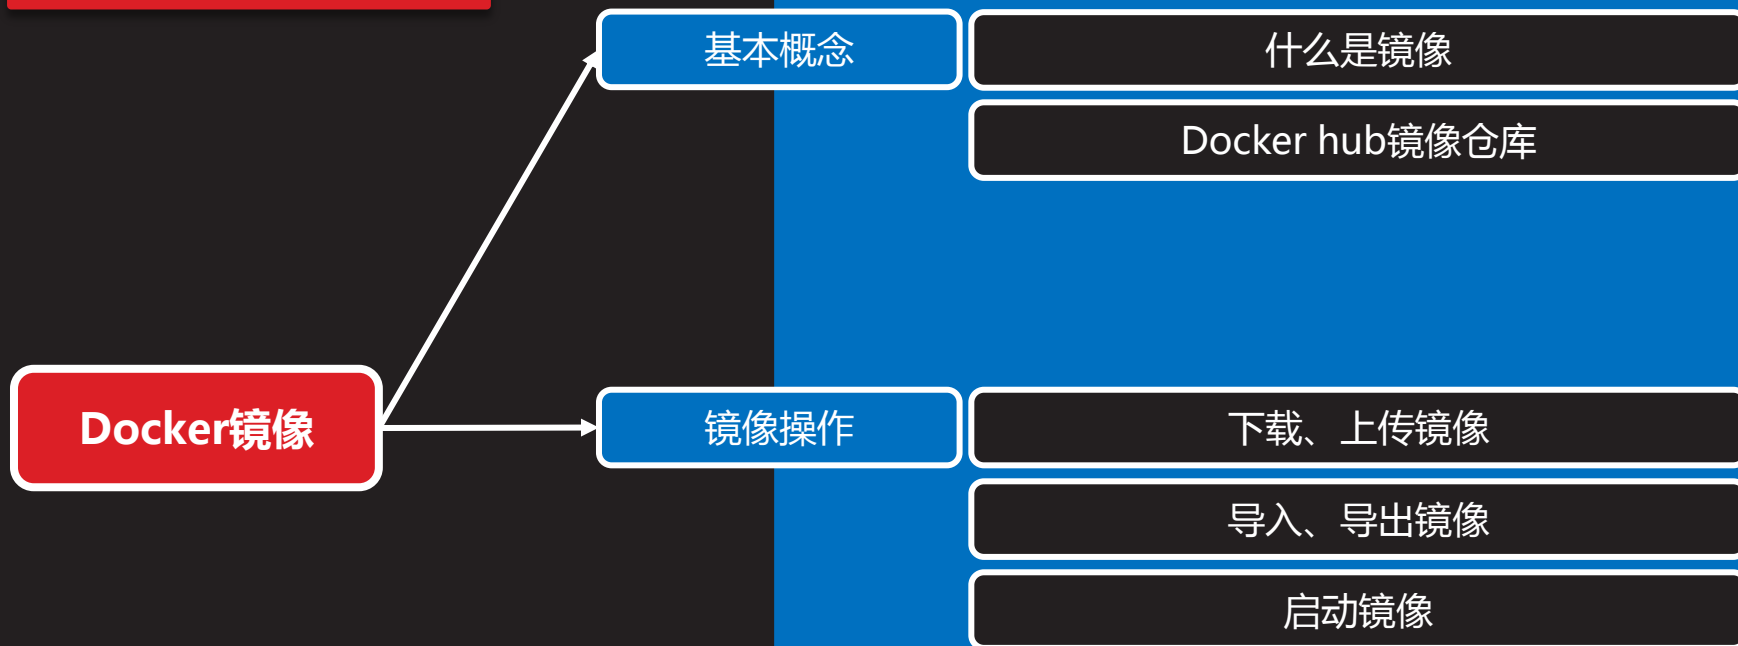 基本概念
什么是镜像
Docker hub镜像仓库
Docker镜像
镜像操作
下载、上传镜像
导入、导出镜像
启动镜像